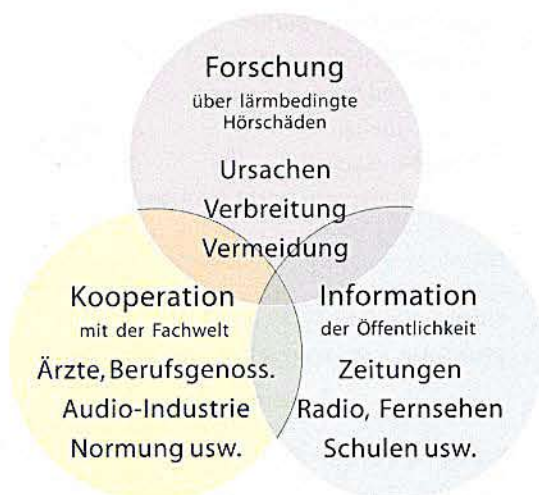 Forschung
über lärmbedingte
Hörschäden
Ursachen
Verbreitung
Vermeidung
Kooperation
mit der Fachwelt
Ärzte, Berufsgenoss.
Audio-Industrie
Normung usw.
Information
der Öffentlichkeit
Zeitungen
Radio, Fernsehen
Schulen usw.